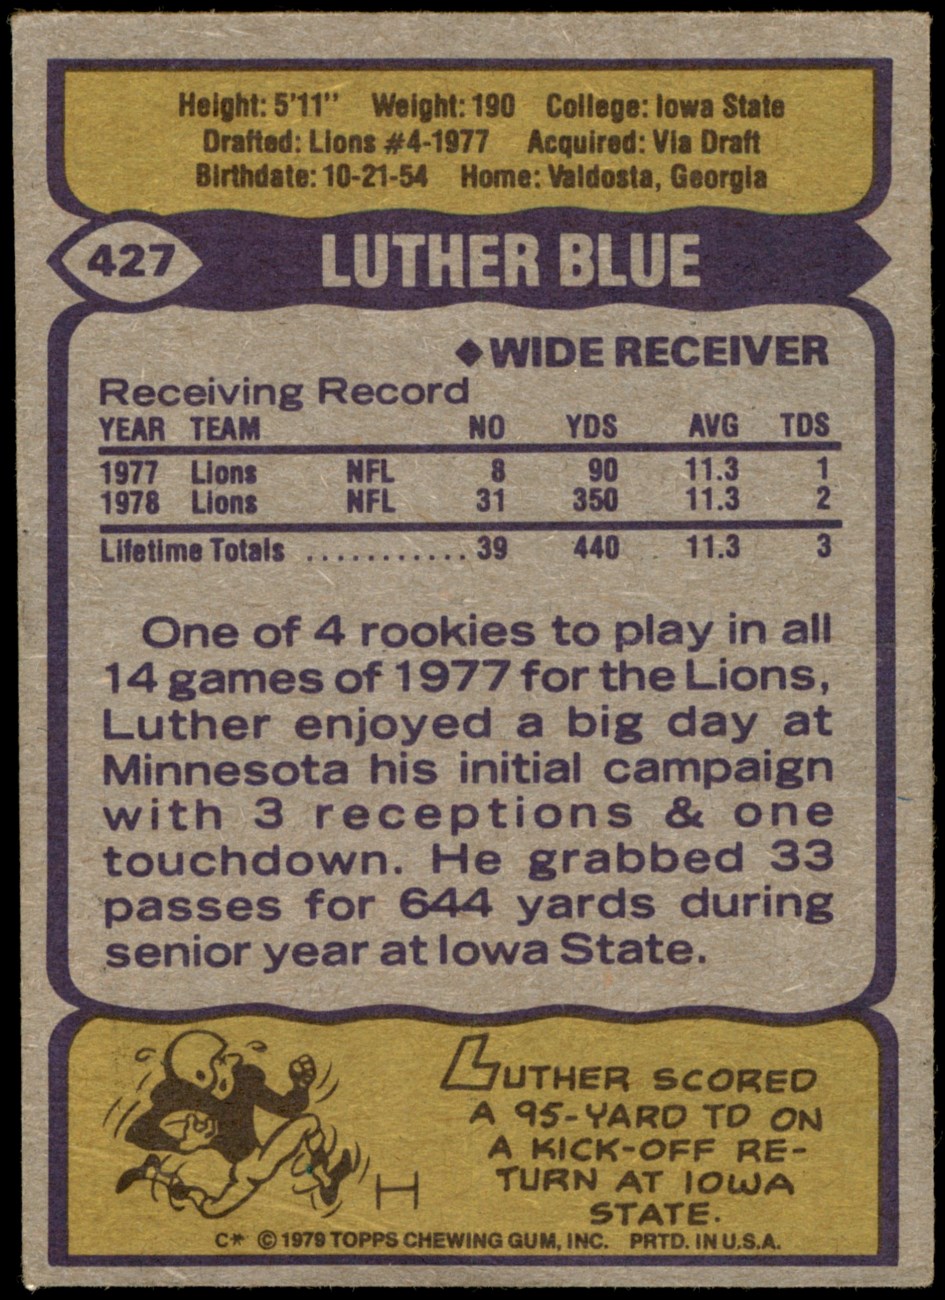 Height: 5'11" Weight: 190 College: Iowa State
Drafted: Lions #4-1977 Acquired: Via Draft
Birthdate: 10-21-54 Home: Valdosta, Georgia
427 LUTHER BLUE
◆WIDE RECEIVER
Receiving Record
YEAR TEAM NO YDS AVG TDS
1977 Lions NFL 8 90 11.3 1
1978 Lions NFL 31 350 11.3 2
Lifetime Totals ........... 39 440 11.3 3
One of 4 rookies to play in all
14 games of 1977 for the Lions,
Luther enjoyed a big day at
Minnesota his initial campaign
with 3 receptions & one
touchdown. He grabbed 33
passes for 644 yards during
senior year at Iowa State.
LUTHER SCORED
A 95-YARD TD ON
A KICK-OFF RE-
TURN AT IOWA
STATE.
H
C* © 1979 TOPPS CHEWING GUM, INC. PRTD. IN U.S.A.